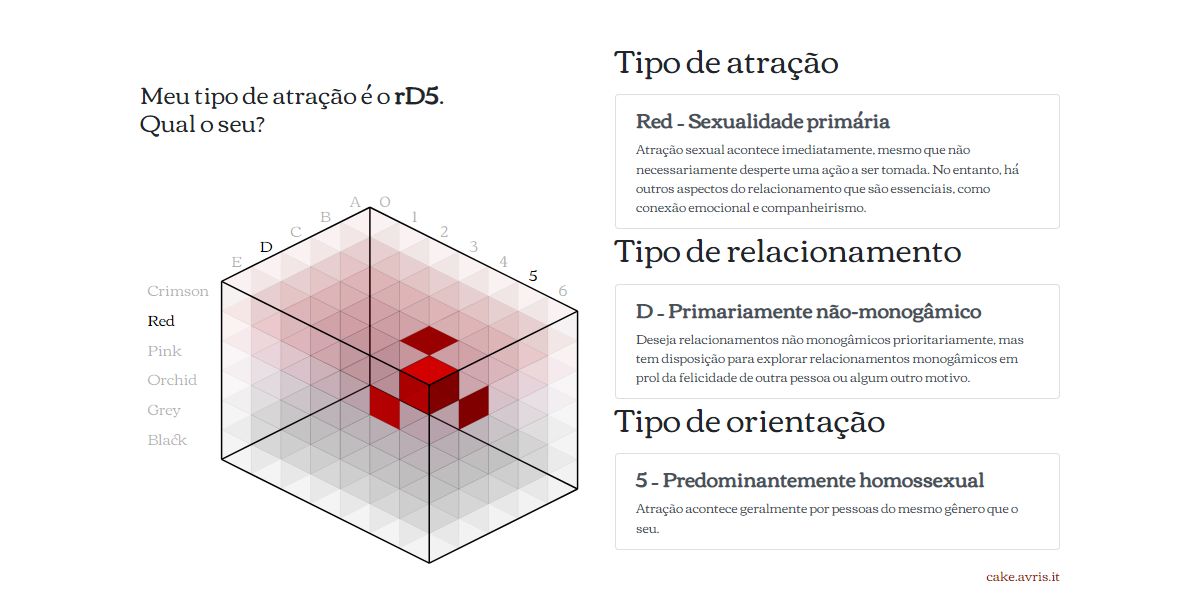 Meu tipo de atração é o rD5.
Qual o seu?
A O
B 1
C 2
D 3
E 4
5
6
Crimson
Red
Pink
Orchid
Grey
Black
Tipo de atração
Red - Sexualidade primária
Atração sexual acontece imediatamente, mesmo que não
necessariamente desperte uma ação a ser tomada. No entanto, há
outros aspectos do relacionamento que são essenciais, como
conexão emocional e companheirismo.
Tipo de relacionamento
D - Primariamente não-monogâmico
Deseja relacionamentos não monogâmicos prioritariamente, mas
tem disposição para explorar relacionamentos monogâmicos em
prol da felicidade de outra pessoa ou algum outro motivo.
Tipo de orientação
5 - Predominantemente homossexual
Atração acontece geralmente por pessoas do mesmo gênero que o
seu.
cake.avris.it